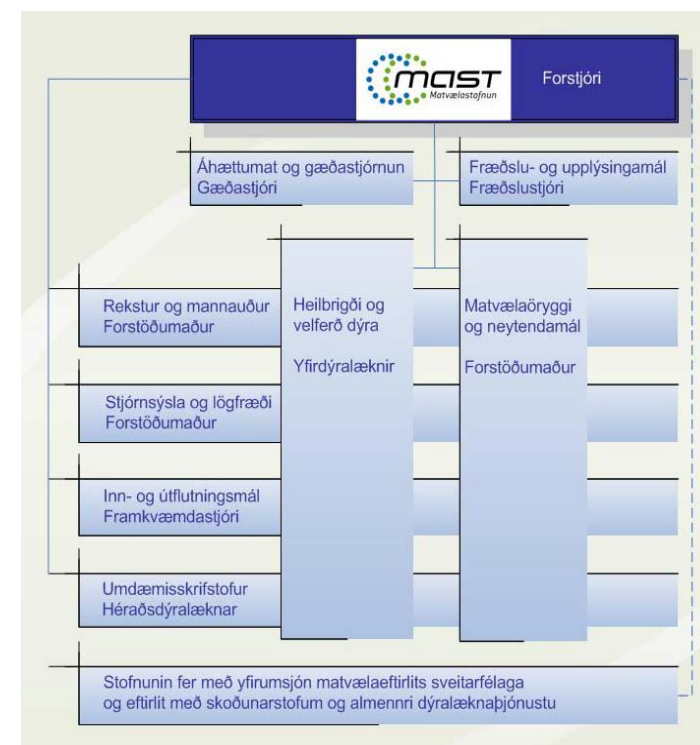 mast
Matvælastofnun
Forstjóri
Áhættumat og gæðastjórnun
Gæðastjóri
Fræðslu- og upplýsingamál
Fræðslustjóri
Rekstur og mannauður
Forstöðumaður
Heilbrigði og
velferð dýra
Yfirdýralæknir
Matvælaöryggi
og neytendamál
Forstöðumaður
Stjórnsýsla og lögfræði
Forstöðumaður
Inn- og útflutningsmál
Framkvæmdastjóri
Umdæmisskrifstofur
Héraðsdýralæknar
Stofnunin fer með yfirumsjón matvælaeftirlits sveitarfélaga
og eftirlit með skoðunarstofum og almennri dýralæknaþjónustu